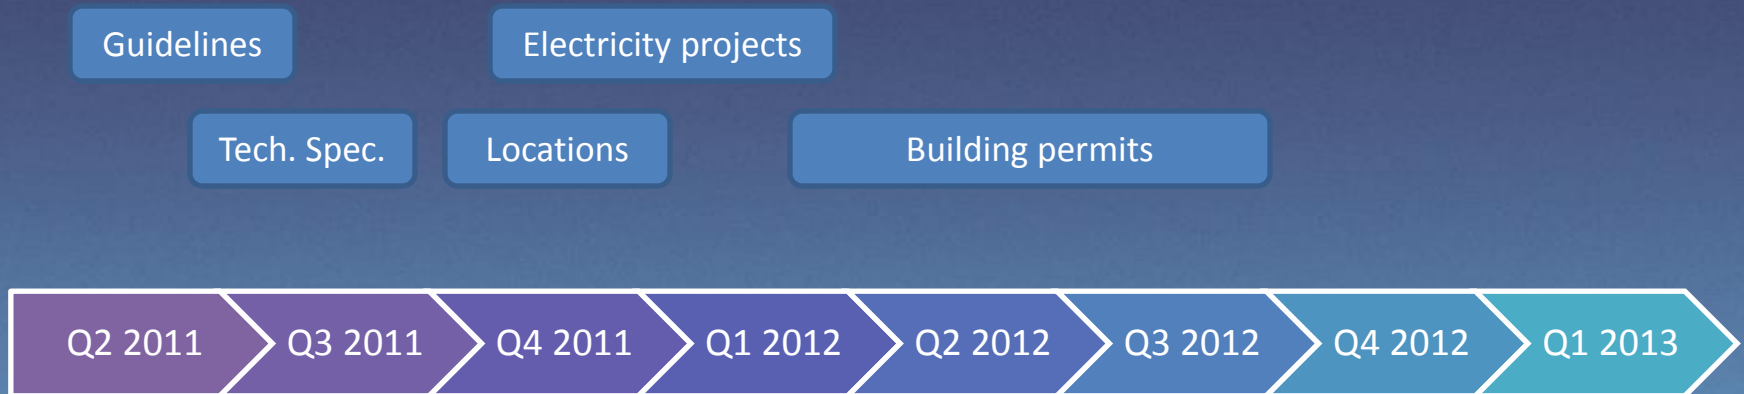 Guidelines
Electricity projects
Tech. Spec.
Locations
Building permits
Q2 2011
Q3 2011
Q4 2011
Q1 2012
Q2 2012
Q3 2012
Q4 2012
Q1 2013